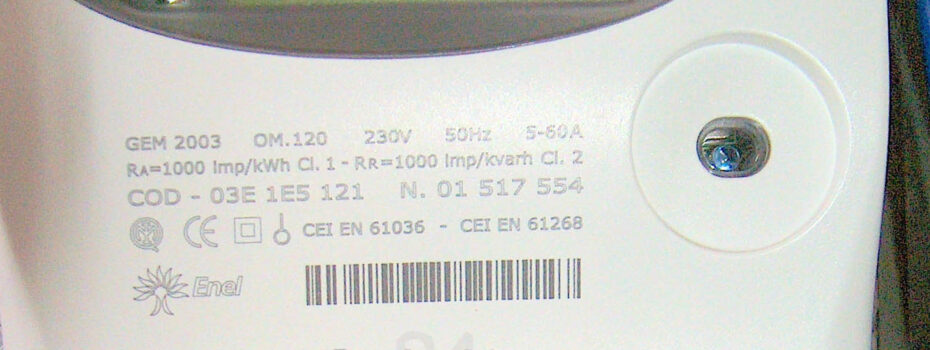 GEM 2003 OM.120 230V 50Hz 5-60A
RA=1000 Imp/kWh Cl. 1 - RR=1000 Imp/kvarh Cl. 2
COD - 03E 1E5 121 N. 01 517 554
CE CEI EN 61036 - CEI EN 61268
Enel